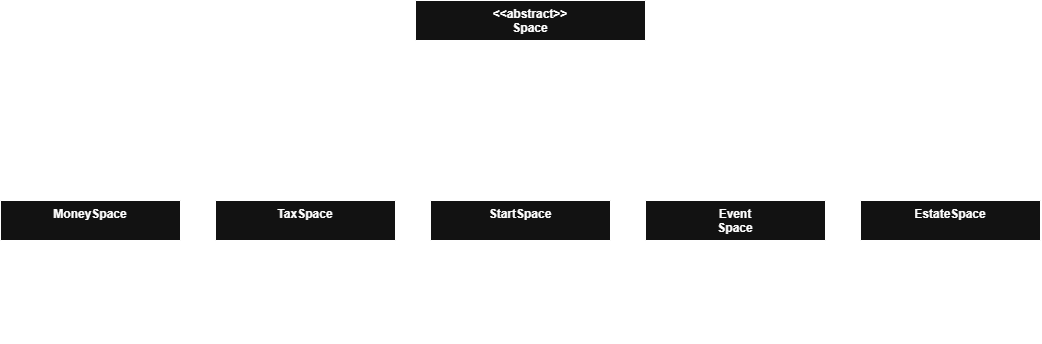 <<abstract>>
Space
MoneySpace
TaxSpace
StartSpace
Event
Space
EstateSpace